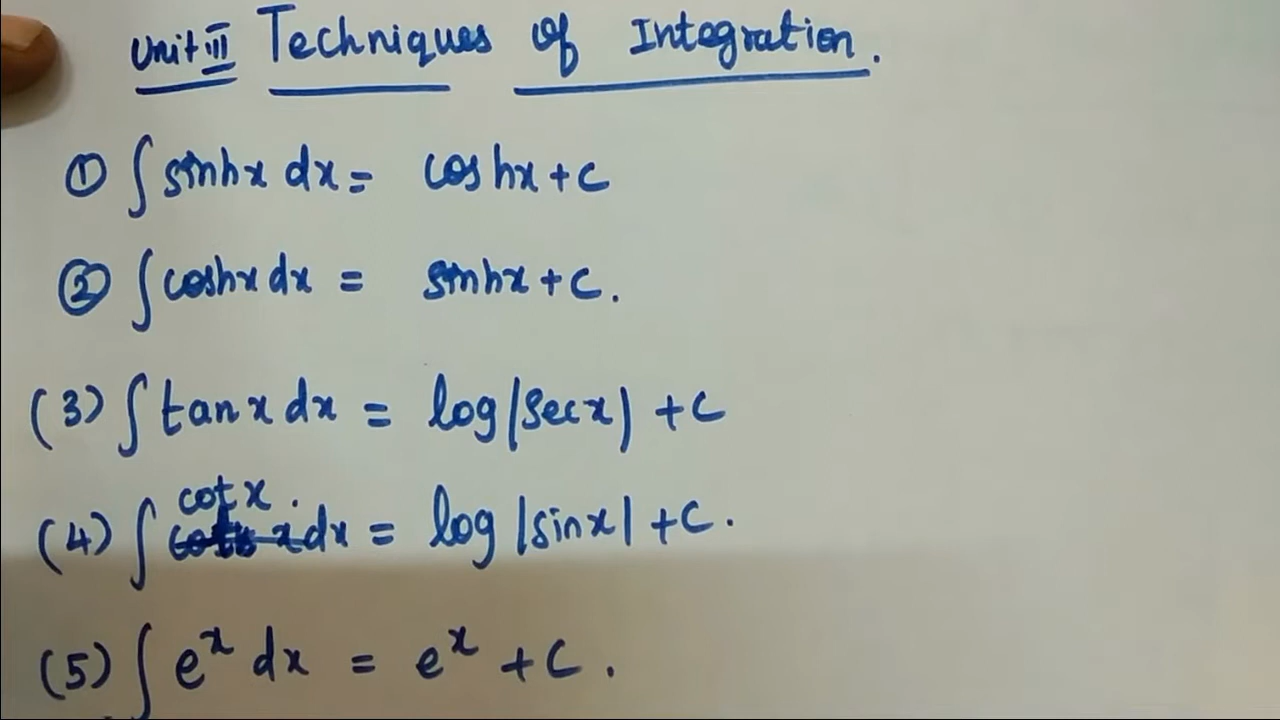 Unit III Techniques of Integration.
① ∫ sinhx dx = coshx + c
② ∫ coshx dx = sinhx + c.
(3) ∫ tan x dx = log |sec x| + c
cot x.
(4) ∫ dx = log |sinx| + c.
(5) ∫ eˣ dx = eˣ + c.